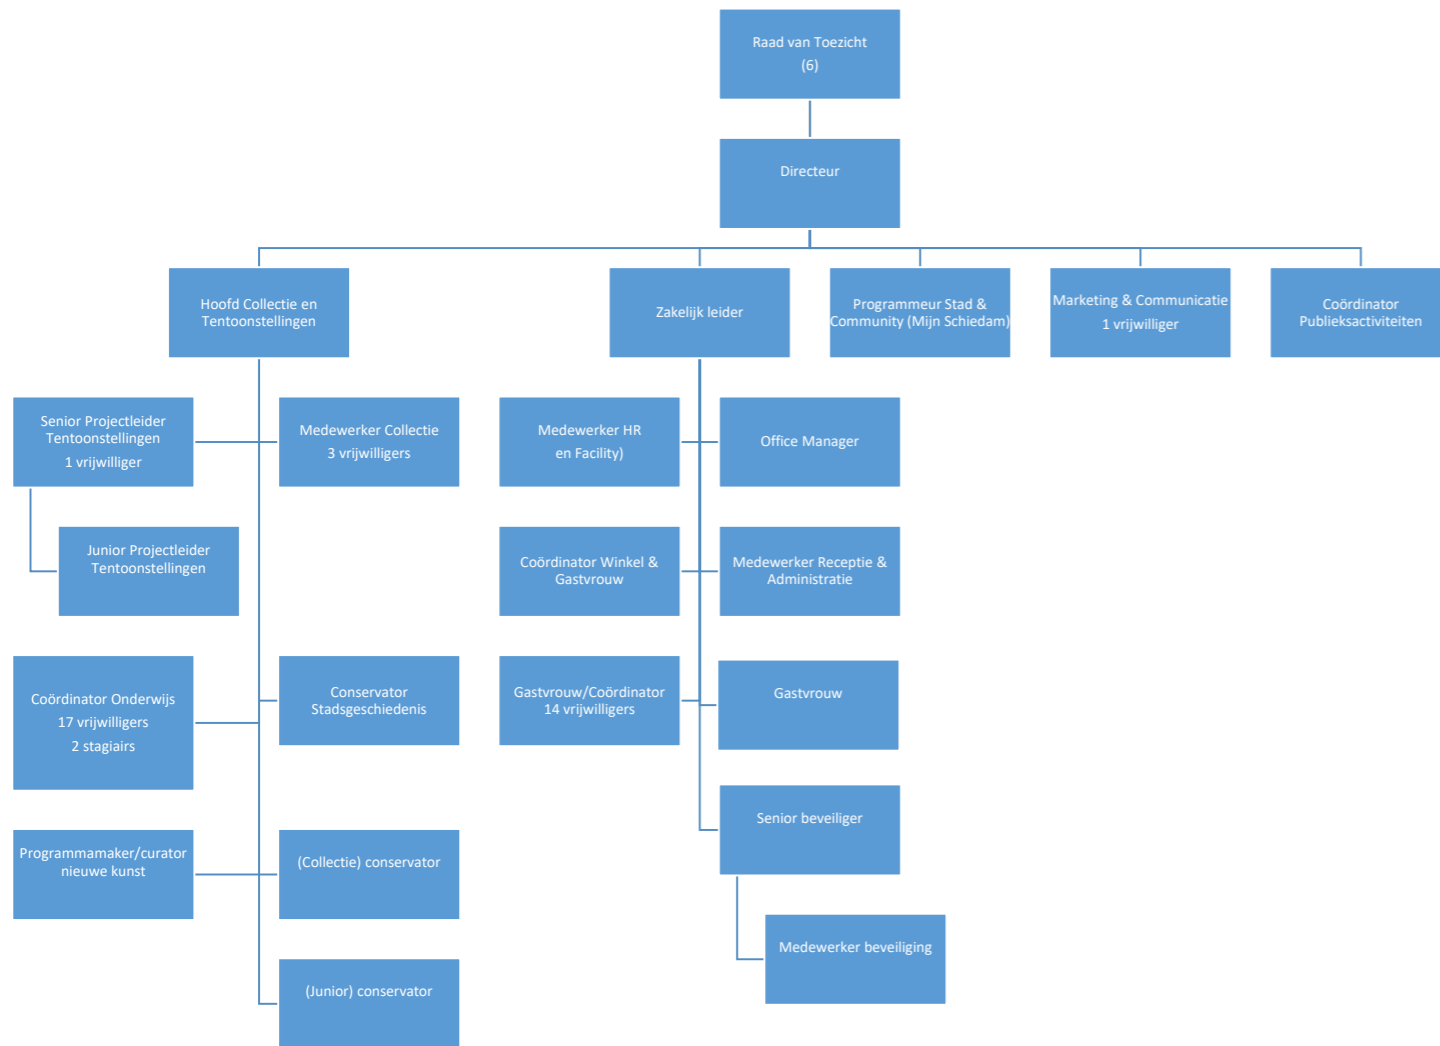 Raad van Toezicht
(6)
Directeur
Hoofd Collectie en
Tentoonstellingen
Zakelijk leider
Programmeur Stad &
Community (Mijn Schiedam)
Marketing & Communicatie
1 vrijwilliger
Coördinator
Publieksactiviteiten
Senior Projectleider
Tentoonstellingen
1 vrijwilliger
Medewerker Collectie
3 vrijwilligers
Medewerker HR
en Facility)
Office Manager
Junior Projectleider
Tentoonstellingen
Coördinator Winkel &
Gastvrouw
Medewerker Receptie &
Administratie
Coördinator Onderwijs
17 vrijwilligers
2 stagiairs
Conservator
Stadsgeschiedenis
Gastvrouw/Coördinator
14 vrijwilligers
Gastvrouw
Programmamaker/curator
nieuwe kunst
(Collectie) conservator
Senior beveiliger
Medewerker beveiliging
(Junior) conservator